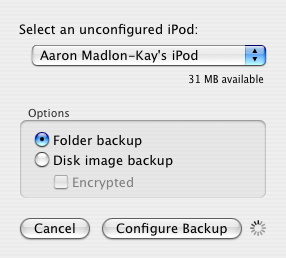 Select an unconfigured iPod:
Aaron Madlon-Kay's iPod
31 MB available
Options
Folder backup
Disk image backup
Encrypted
Cancel Configure Backup